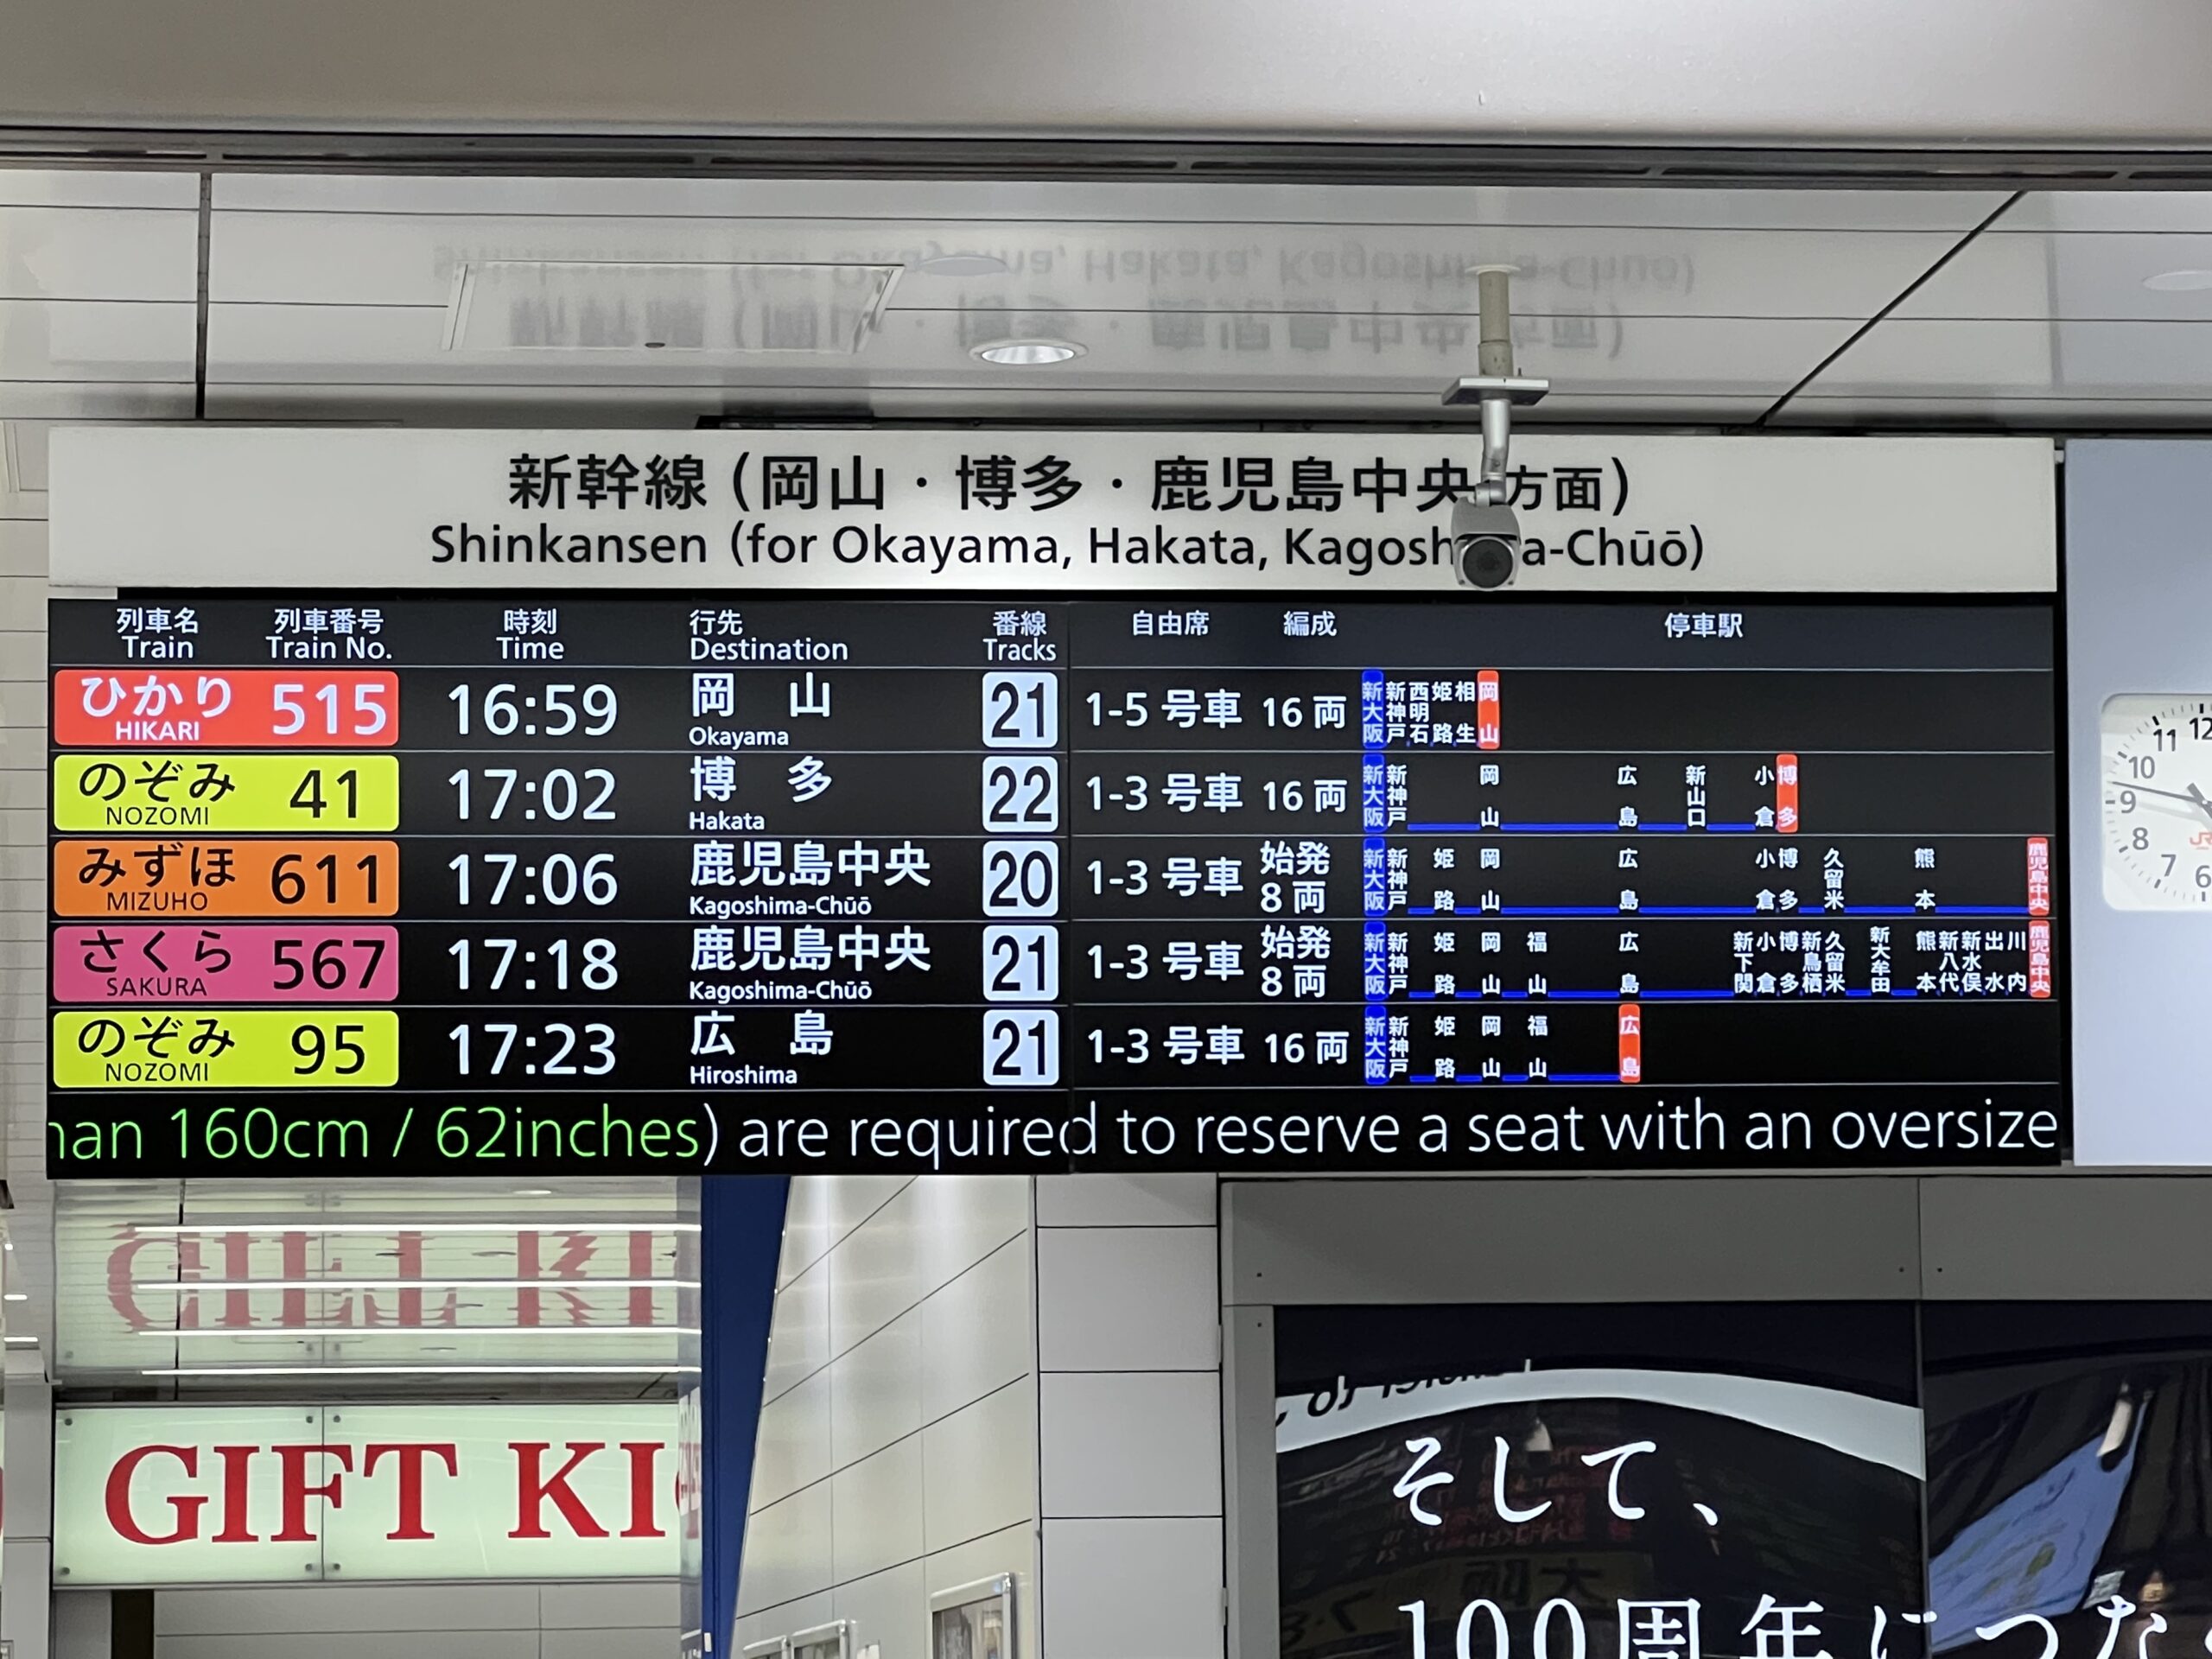 新幹線（岡山・博多・鹿児島中央方面）
Shinkansen (for Okayama, Hakata, Kagosh a-Chūō)
列車名 列車番号 時刻 行先 番線 自由席 編成 停車駅
Train Train No. Time Destination Tracks
ひかり 515 16:59 岡山 21 1-5号車 16両 新大阪 新神戸 西明石 姫路 相生 岡山
HIKARI Okayama
のぞみ 41 17:02 博多 22 1-3号車 16両 新大阪 新神戸 岡山 広島 新山口 小倉 博多
NOZOMI Hakata
みずほ 611 17:06 鹿児島中央 20 1-3号車 始発 8両 新大阪 新神戸 姫路 岡山 広島 小倉 博多 久留米 熊本 鹿児島中央
MIZUHO Kagoshima-Chūō
さくら 567 17:18 鹿児島中央 21 1-3号車 始発 8両 新大阪 新神戸 姫路 岡山 福山 広島 新下関 小倉 博多 新鳥栖 久留米 新大牟田 熊本 新八代 新水俣 出水 川内 鹿児島中央
SAKURA Kagoshima-Chūō
のぞみ 95 17:23 広島 21 1-3号車 16両 新大阪 新神戸 姫路 岡山 福山 広島
NOZOMI Hiroshima
han 160cm / 62inches) are required to reserve a seat with an oversize
11 12
10
9
8
7 6
JR
GIFT KI
そして、
100周年につな